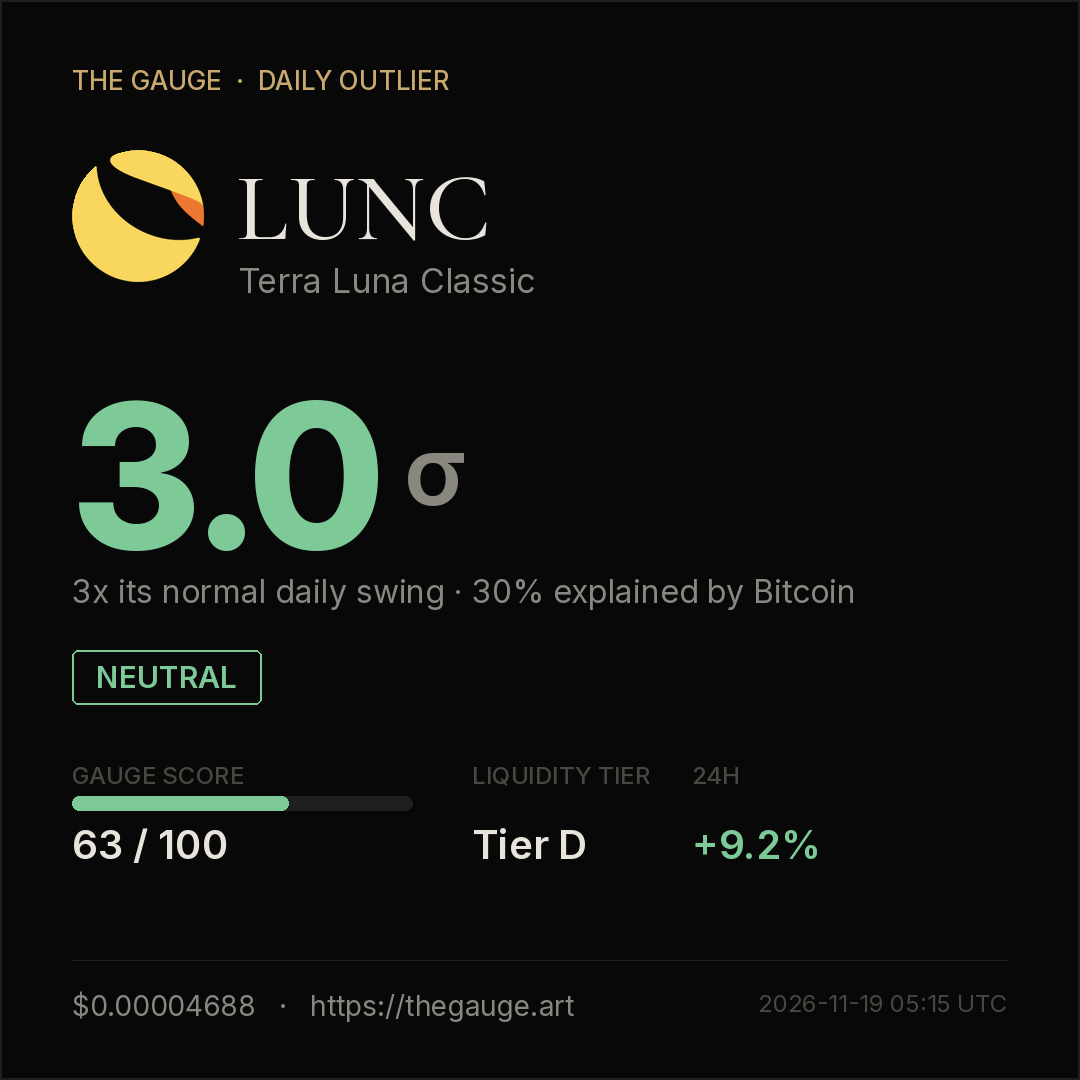 THE GAUGE · DAILY OUTLIER
LUNC
Terra Luna Classic
3.0 σ
3x its normal daily swing · 30% explained by Bitcoin
NEUTRAL
GAUGE SCORE LIQUIDITY TIER 24H
63 / 100 Tier D +9.2%
$0.00004688 · https://thegauge.art 2026-11-19 05:15 UTC